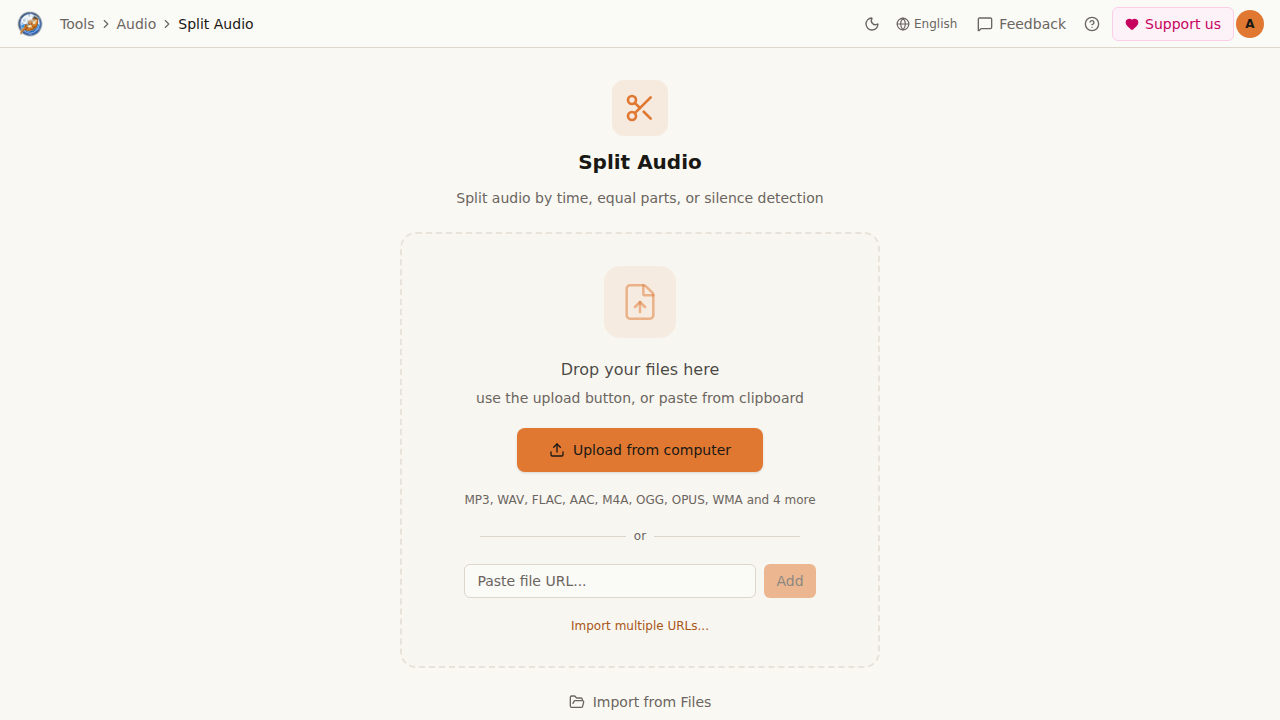 Tools > Audio > Split Audio
English
Feedback
Support us
A
Split Audio
Split audio by time, equal parts, or silence detection
Drop your files here
use the upload button, or paste from clipboard
Upload from computer
MP3, WAV, FLAC, AAC, M4A, OGG, OPUS, WMA and 4 more
or
Paste file URL...
Add
Import multiple URLs...
Import from Files